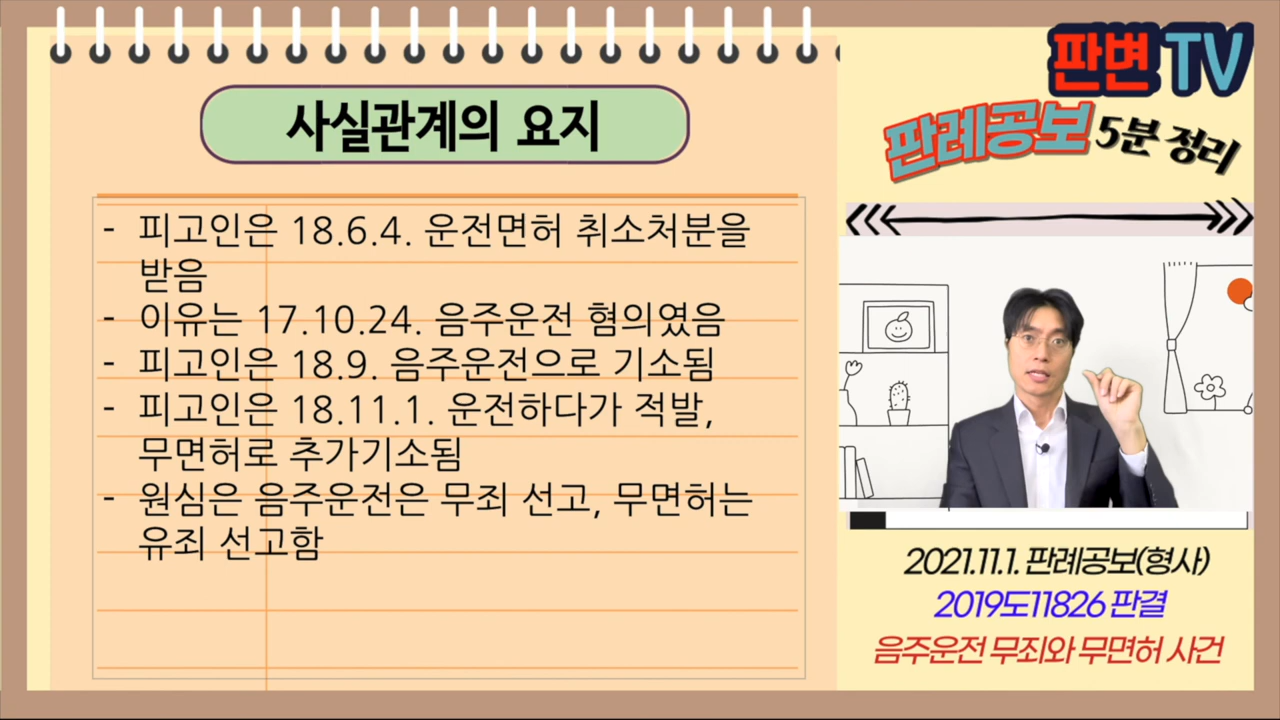 사실관계의 요지
- 피고인은 18.6.4. 운전면허 취소처분을
받음
- 이유는 17.10.24. 음주운전 혐의였음
- 피고인은 18.9. 음주운전으로 기소됨
- 피고인은 18.11.1. 운전하다가 적발,
무면허로 추가기소됨
- 원심은 음주운전은 무죄 선고, 무면허는
유죄 선고함
판변 TV
판례공보 5분 정리
2021.11.1. 판례공보(형사)
2019도11826 판결
음주운전 무죄와 무면허 사건